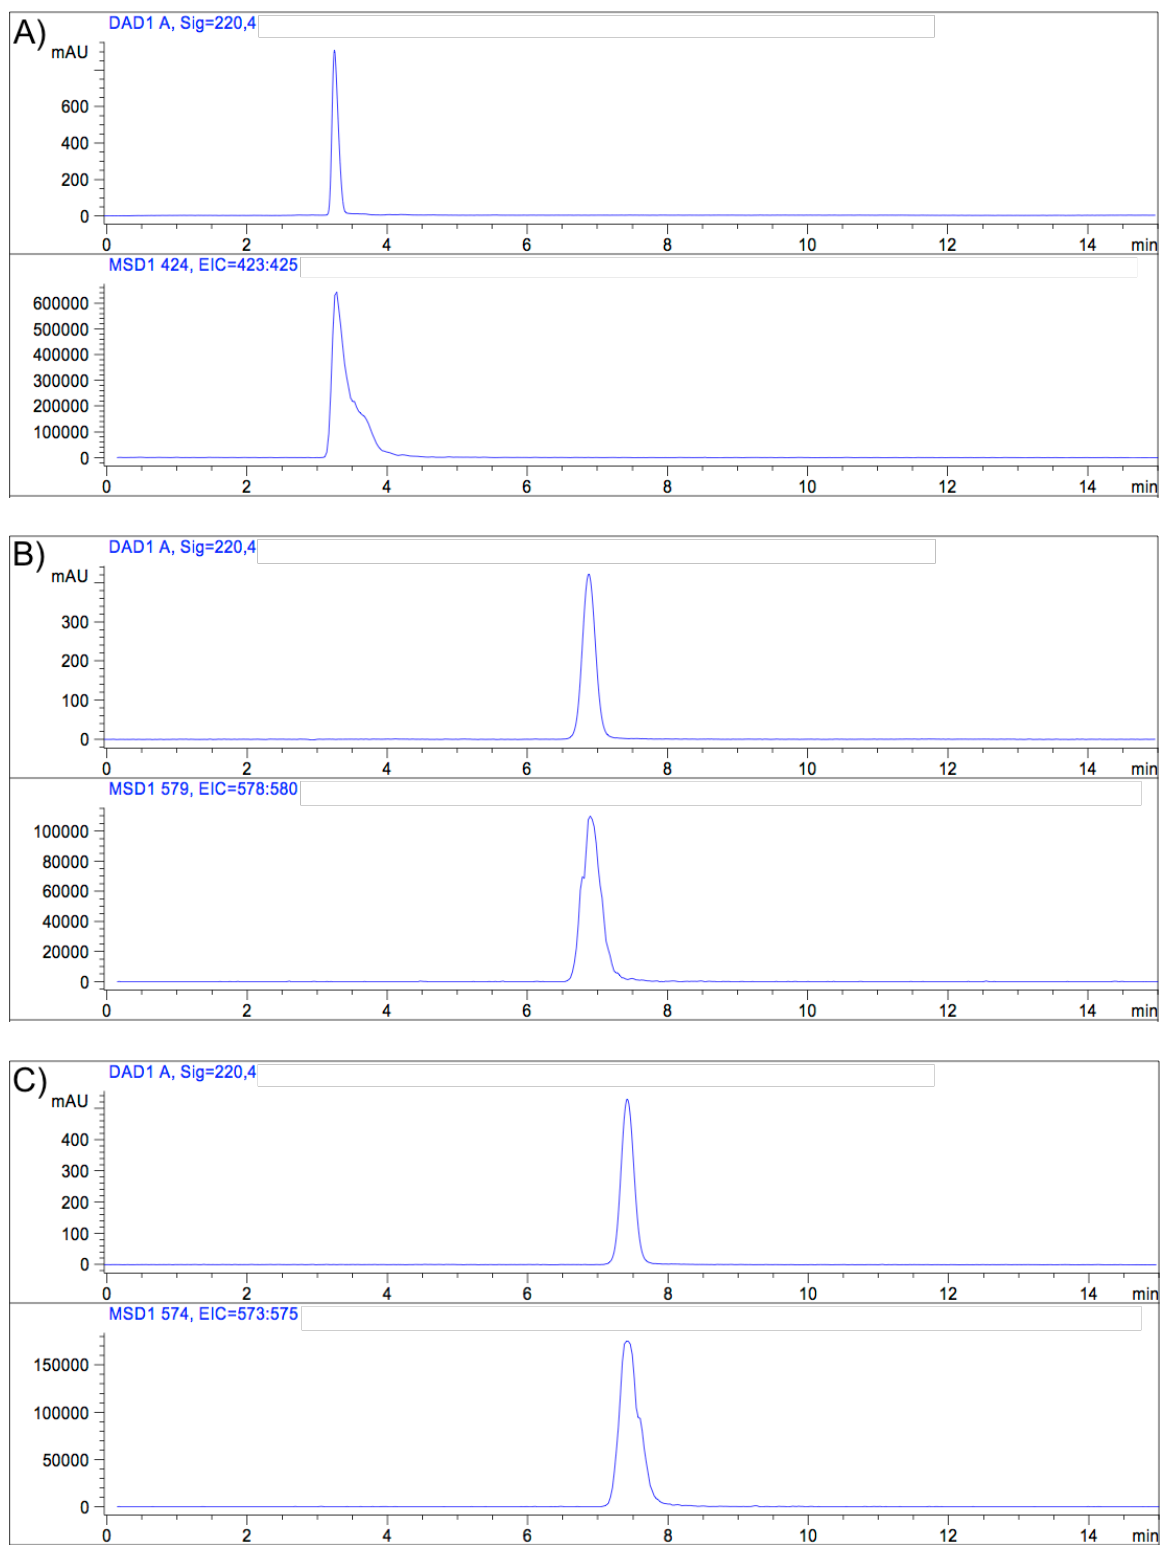 A)
DAD1 A, Sig=220,4
mAU
600
400
200
0
0 2 4 6 8 10 12 14 min
MSD1 424, EIC=423:425
600000
500000
400000
300000
200000
100000
0
0 2 4 6 8 10 12 14 min
B)
DAD1 A, Sig=220,4
mAU
300
200
100
0
0 2 4 6 8 10 12 14 min
MSD1 579, EIC=578:580
100000
80000
60000
40000
20000
0
0 2 4 6 8 10 12 14 min
C)
DAD1 A, Sig=220,4
mAU
400
300
200
100
0
0 2 4 6 8 10 12 14 min
MSD1 574, EIC=573:575
150000
100000
50000
0
0 2 4 6 8 10 12 14 min